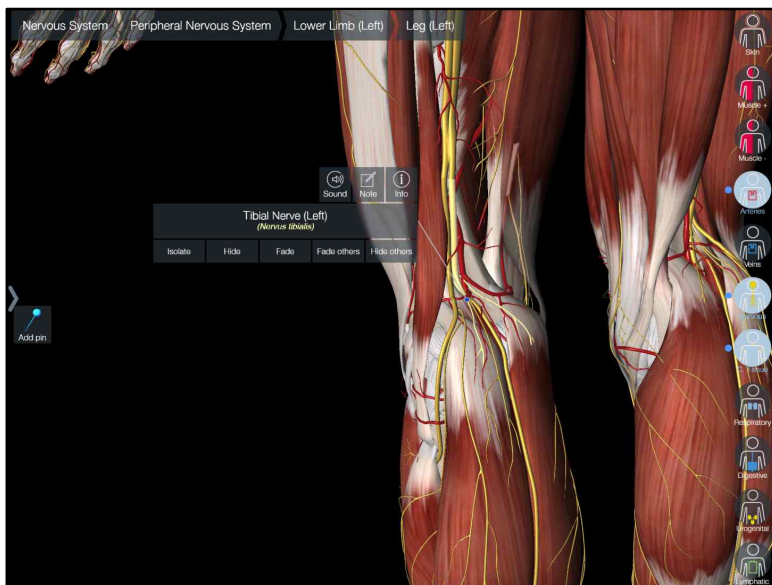 Nervous System
Peripheral Nervous System
Lower Limb (Left)
Leg (Left)
Sound
Note
Info
Tibial Nerve (Left)
(Nervus tibialis)
Isolate
Hide
Fade
Fade others
Hide others
Add pin
Skin
Muscle +
Muscle -
Arteries
Veins
Respiratory
Digestive
Urogenital
Lymphatic